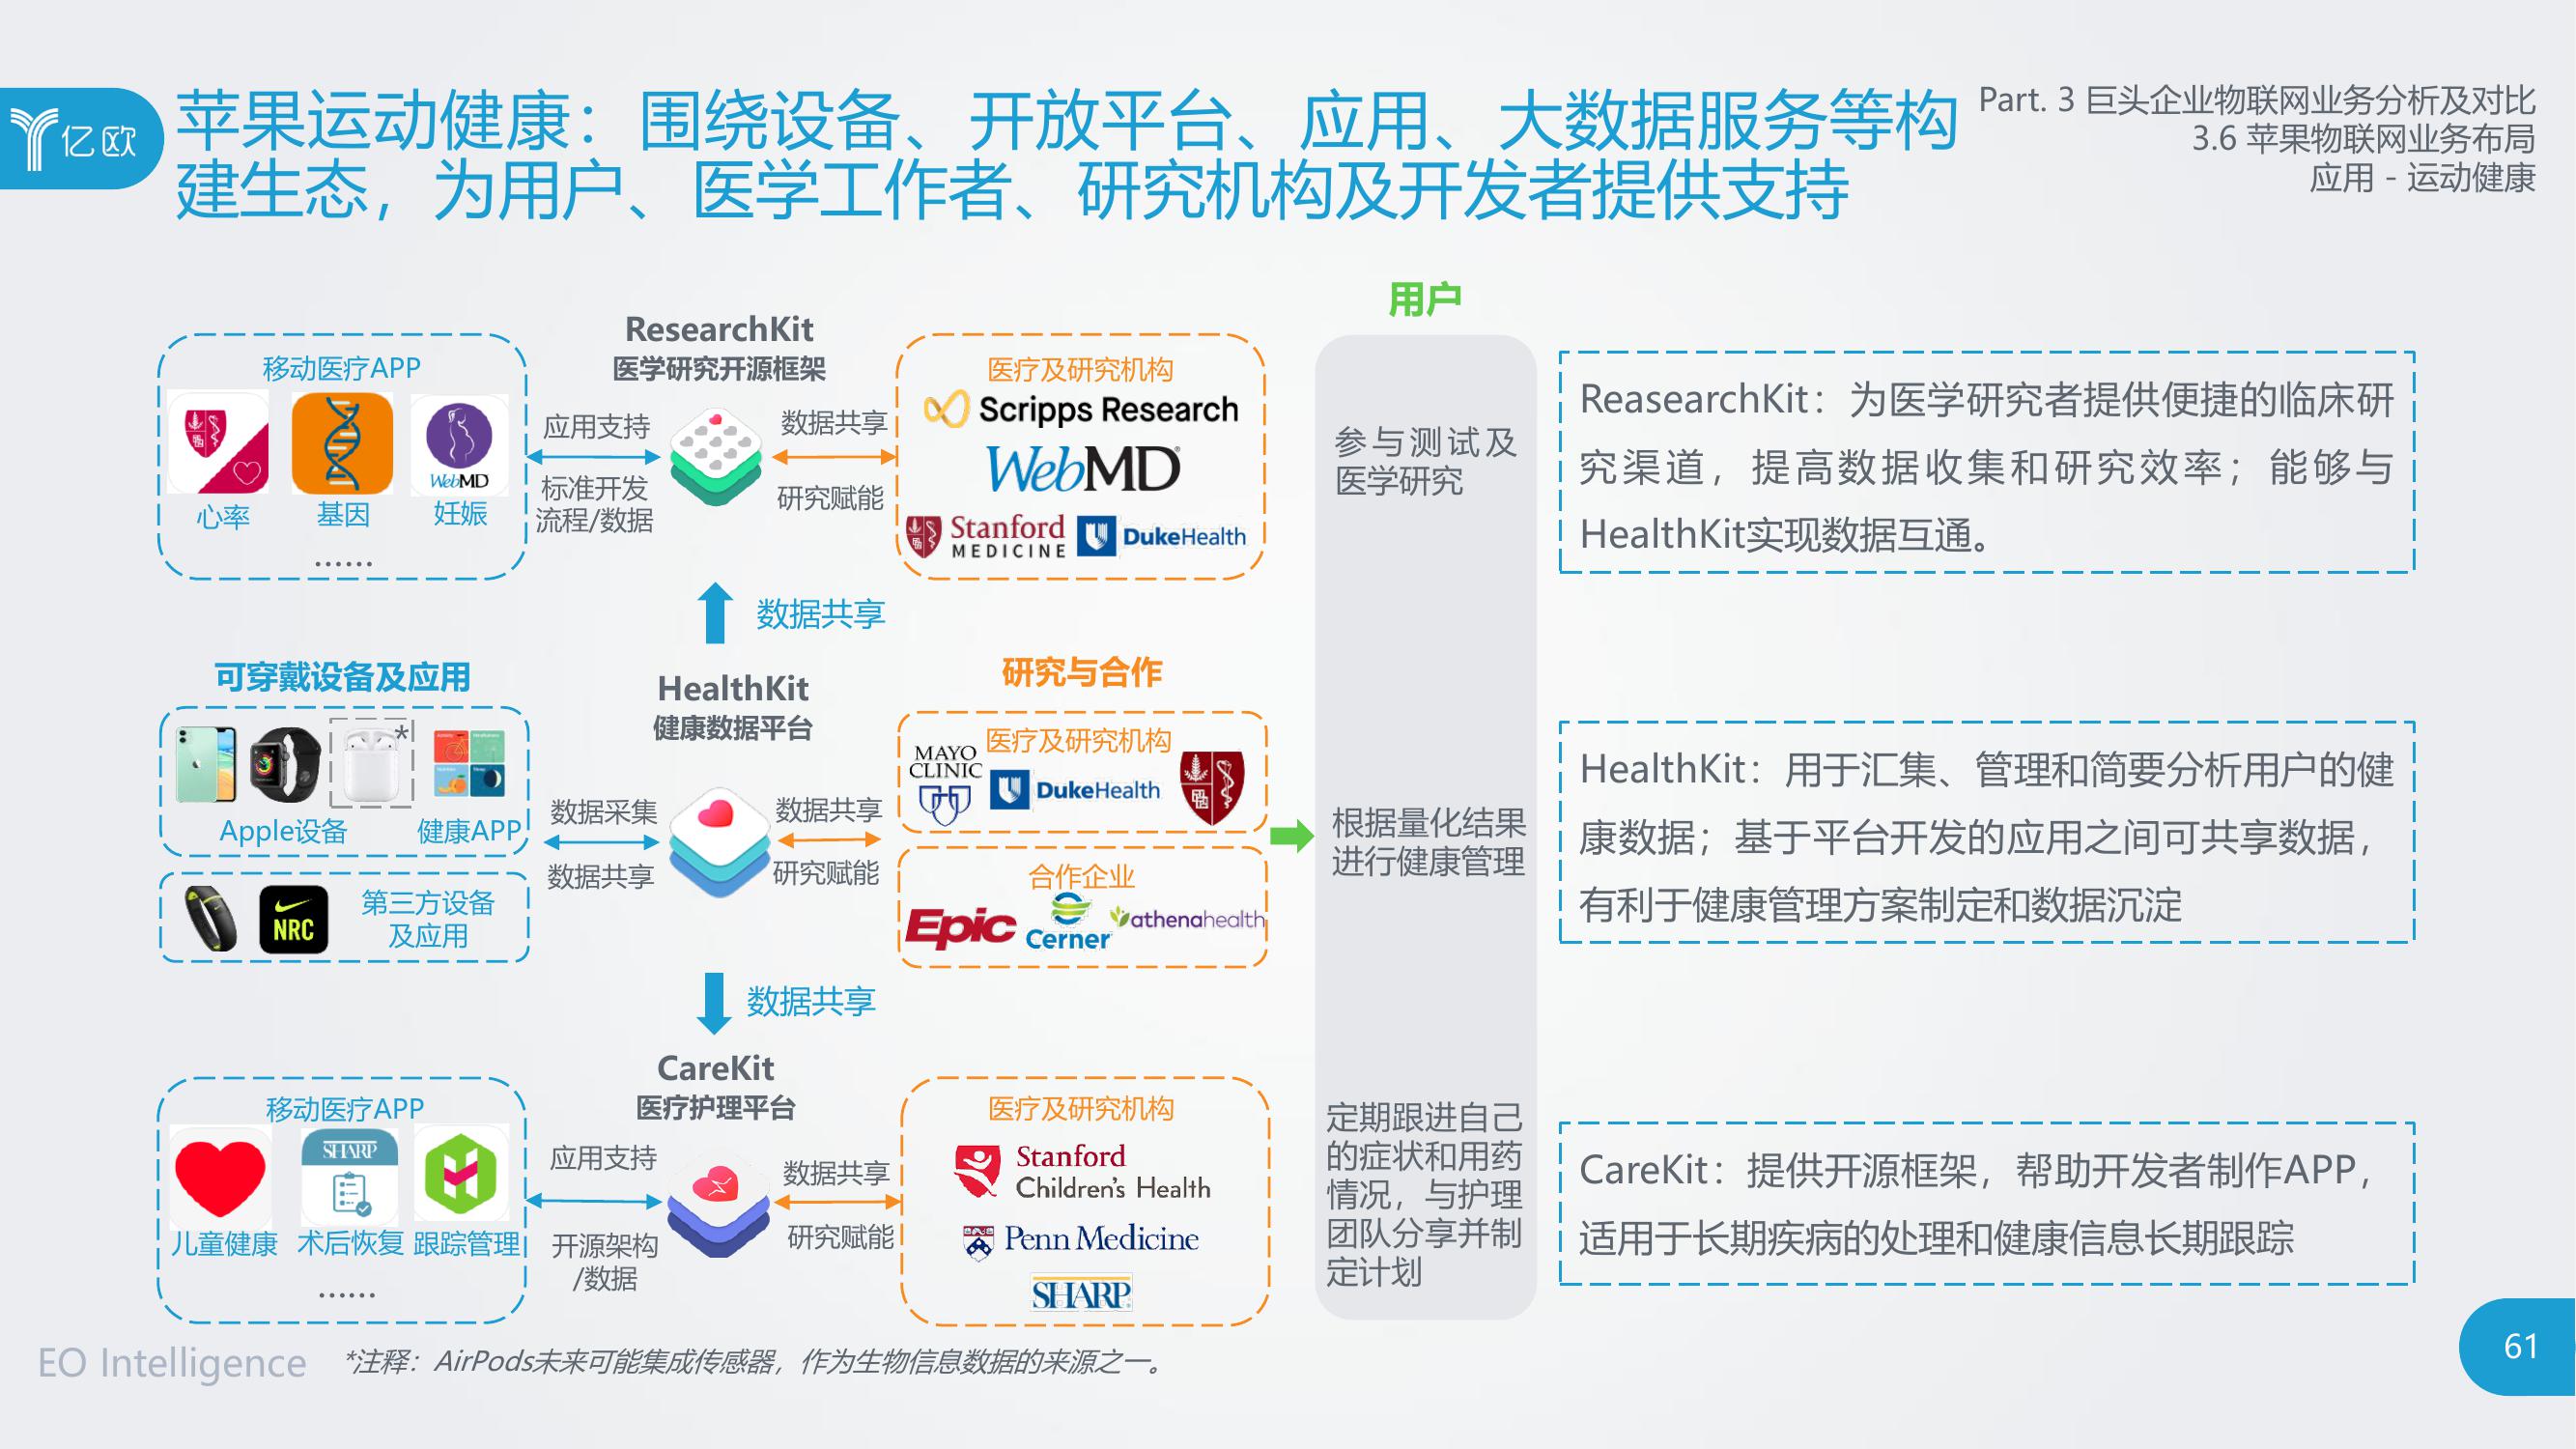 亿欧
苹果运动健康：围绕设备、开放平台、应用、大数据服务等构
建生态，为用户、医学工作者、研究机构及开发者提供支持
Part. 3 巨头企业物联网业务分析及对比
3.6 苹果物联网业务布局
应用 - 运动健康
用户
移动医疗APP
WebMD
心率
基因
妊娠
……
ResearchKit
医学研究开源框架
应用支持
标准开发
流程/数据
数据共享
研究赋能
医疗及研究机构
Scripps Research
WebMD
Stanford
MEDICINE
DukeHealth
参与测试及
医学研究
ReasearchKit：为医学研究者提供便捷的临床研
究渠道，提高数据收集和研究效率；能够与
HealthKit实现数据互通。
数据共享
可穿戴设备及应用
*
Apple设备
健康APP
NRC
第三方设备
及应用
HealthKit
健康数据平台
数据采集
数据共享
数据共享
研究赋能
研究与合作
医疗及研究机构
MAYO
CLINIC
DukeHealth
合作企业
Epic
Cerner
athenahealth
根据量化结果
进行健康管理
HealthKit：用于汇集、管理和简要分析用户的健
康数据；基于平台开发的应用之间可共享数据，
有利于健康管理方案制定和数据沉淀
数据共享
CareKit
医疗护理平台
移动医疗APP
SHARP
儿童健康
术后恢复
跟踪管理
……
应用支持
开源架构
/数据
数据共享
研究赋能
医疗及研究机构
Stanford
Children's Health
Penn Medicine
SHARP
定期跟进自己
的症状和用药
情况，与护理
团队分享并制
定计划
CareKit：提供开源框架，帮助开发者制作APP，
适用于长期疾病的处理和健康信息长期跟踪
EO Intelligence
*注释：AirPods未来可能集成传感器，作为生物信息数据的来源之一。
61